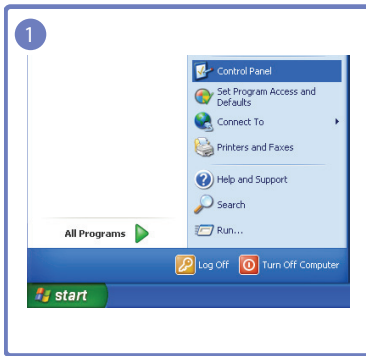 1
Control Panel
Set Program Access and
Defaults
Connect To
Printers and Faxes
Help and Support
Search
Run...
All Programs
Log Off
Turn Off Computer
start